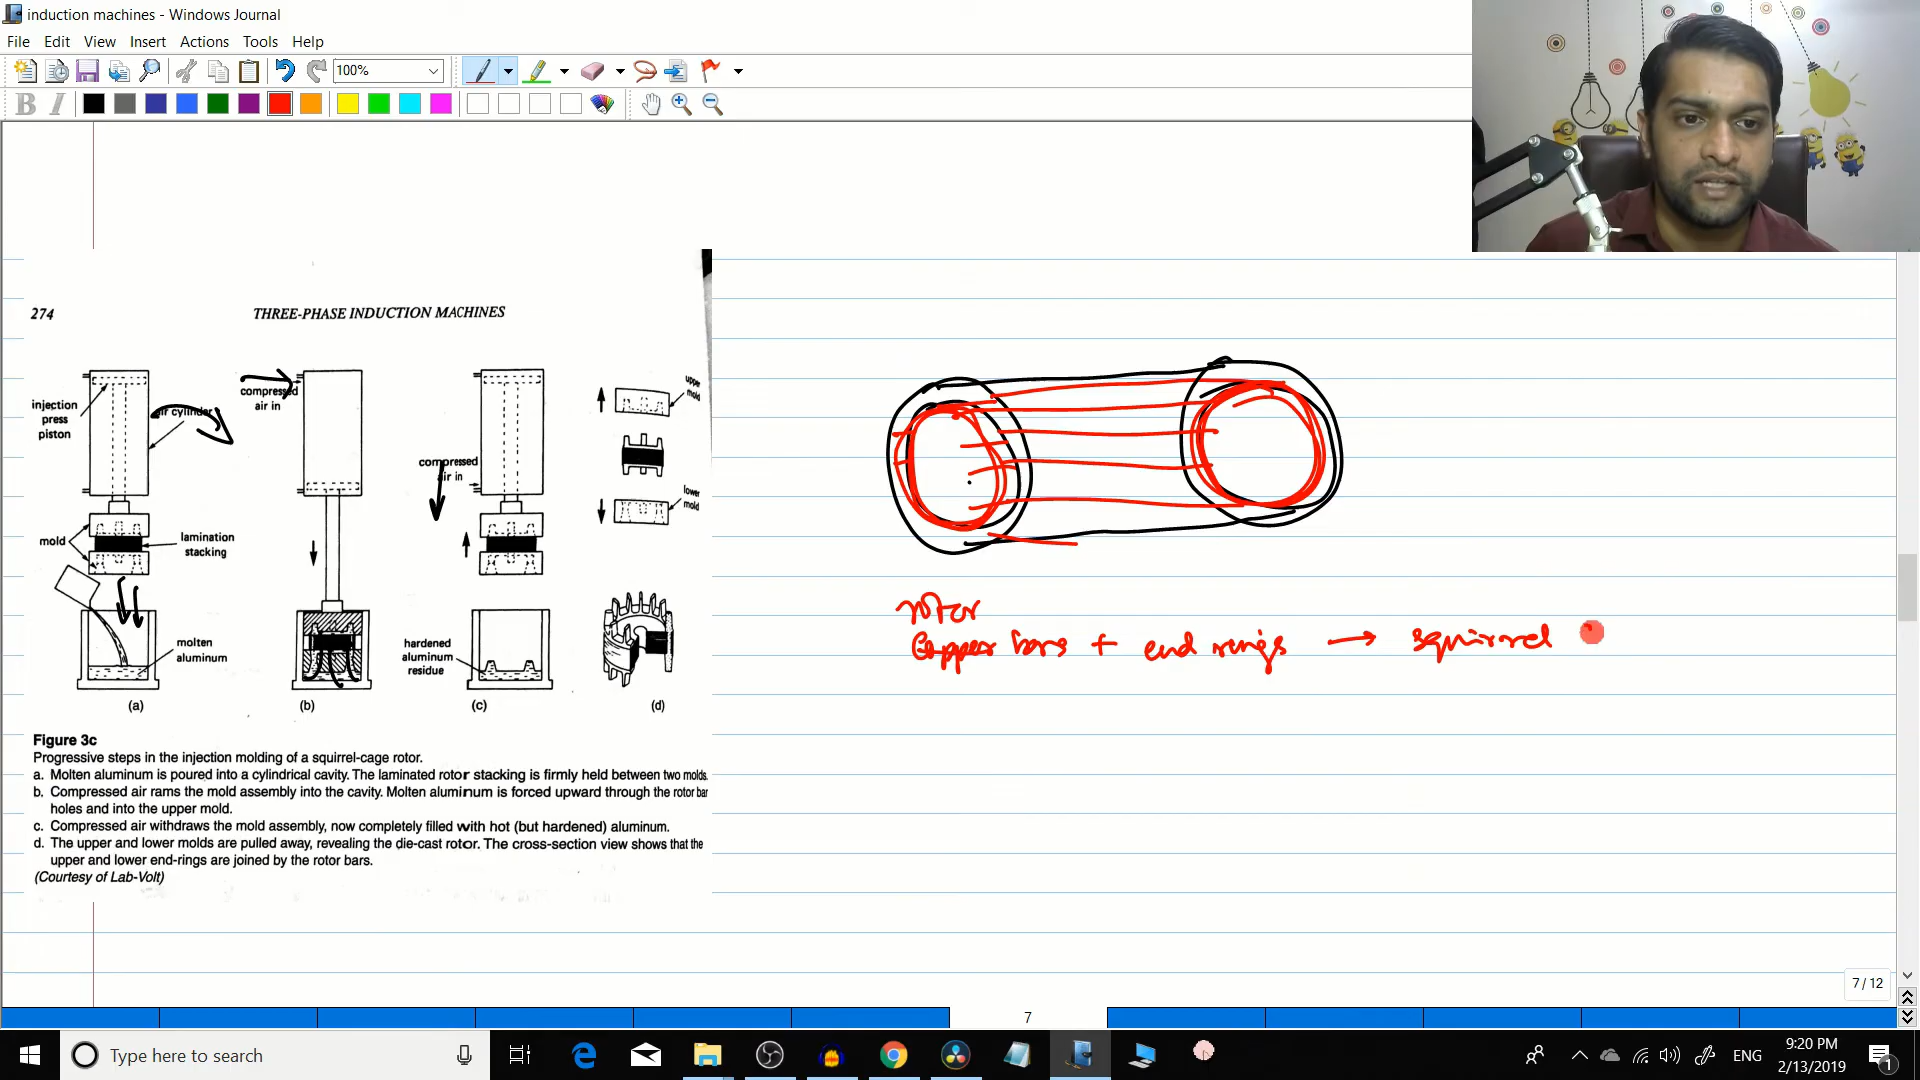 induction machines - Windows Journal
File Edit View Insert Actions Tools Help
100%
B I
274
THREE-PHASE INDUCTION MACHINES
injection
press
piston
air cylinder
compressed
air in
compressed
air in
upper
mold
lower
mold
mold
lamination
stacking
molten
aluminum
hardened
aluminum
residue
(a)
(b)
(c)
(d)
Figure 3c
Progressive steps in the injection molding of a squirrel-cage rotor.
a. Molten aluminum is poured into a cylindrical cavity. The laminated rotor stacking is firmly held between two molds.
b. Compressed air rams the mold assembly into the cavity. Molten aluminum is forced upward through the rotor bar
holes and into the upper mold.
c. Compressed air withdraws the mold assembly, now completely filled with hot (but hardened) aluminum.
d. The upper and lower molds are pulled away, revealing the die-cast rotor. The cross-section view shows that the
upper and lower end-rings are joined by the rotor bars.
(Courtesy of Lab-Volt)
rotor
Copper bars + end rings → squirrel
7 / 12
7
Type here to search
ENG
9:20 PM
2/13/2019
1